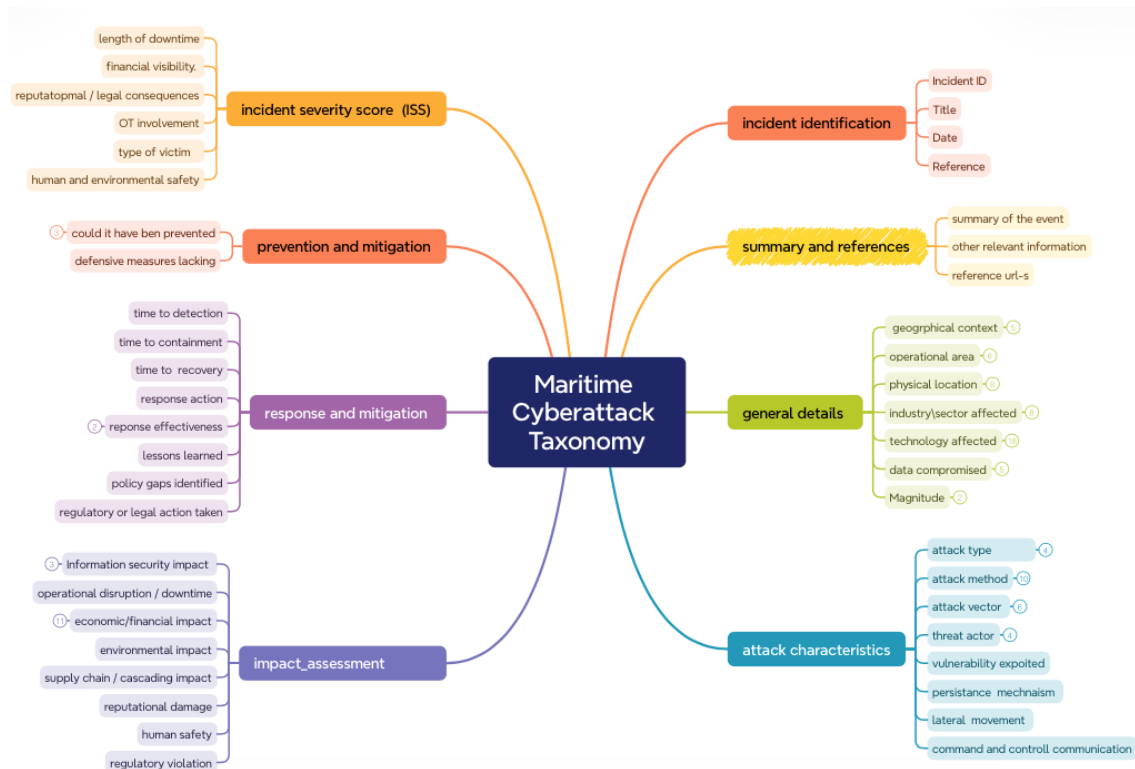 Maritime
Cyberattack
Taxonomy
incident identification
Incident ID
Title
Date
Reference
summary and references
summary of the event
other relevant information
reference url-s
general details
geogrphical context 5
operational area 6
physical location 6
industry\sector affected 8
technology affected 18
data compromised 5
Magnitude 2
attack characteristics
attack type 4
attack method 10
attack vector 6
threat actor 4
vulnerability expoited
persistance mechnaism
lateral movement
command and controll communication
incident severity score (ISS)
length of downtime
financial visibility.
reputatopmal / legal consequences
OT involvement
type of victim
human and environmental safety
prevention and mitigation
3 could it have ben prevented
defensive measures lacking
response and mitigation
time to detection
time to containment
time to recovery
response action
2 reponse effectiveness
lessons learned
policy gaps identified
regulatory or legal action taken
impact_assessment
3 Information security impact
operational disruption / downtime
11 economic/financial impact
environmental impact
supply chain / cascading impact
reputational damage
human safety
regulatory violation